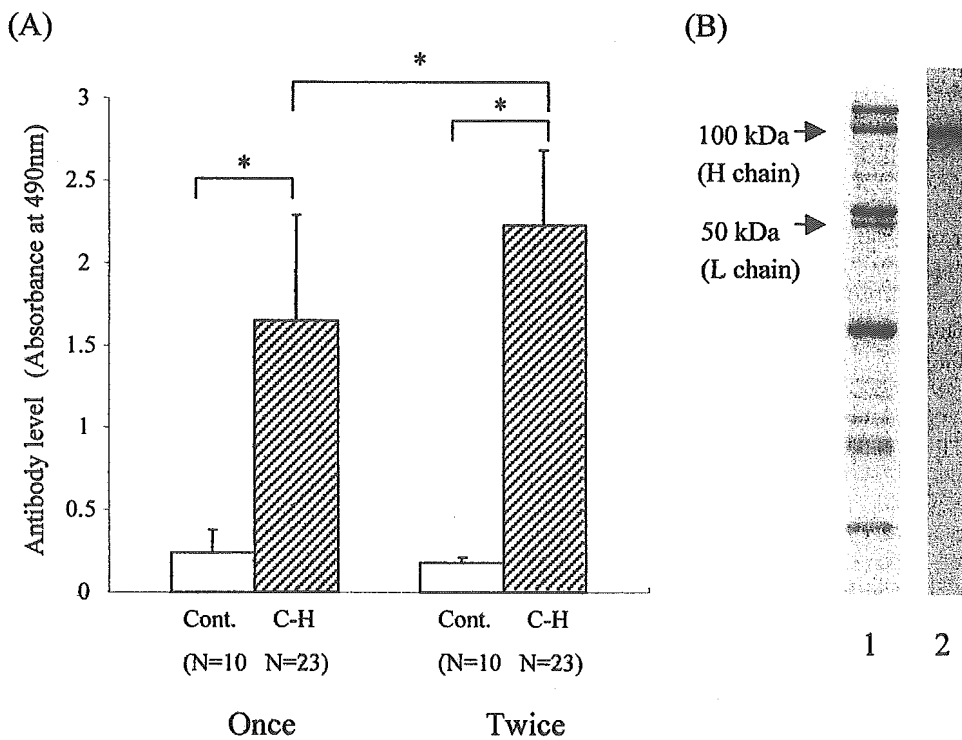 (A)
*
*
*
Antibody level (Absorbance at 490nm)
3
2.5
2
1.5
1
0.5
0
Cont. C-H
(N=10 N=23)
Once
Cont. C-H
(N=10 N=23)
Twice
(B)
100 kDa
(H chain)
50 kDa
(L chain)
1 2